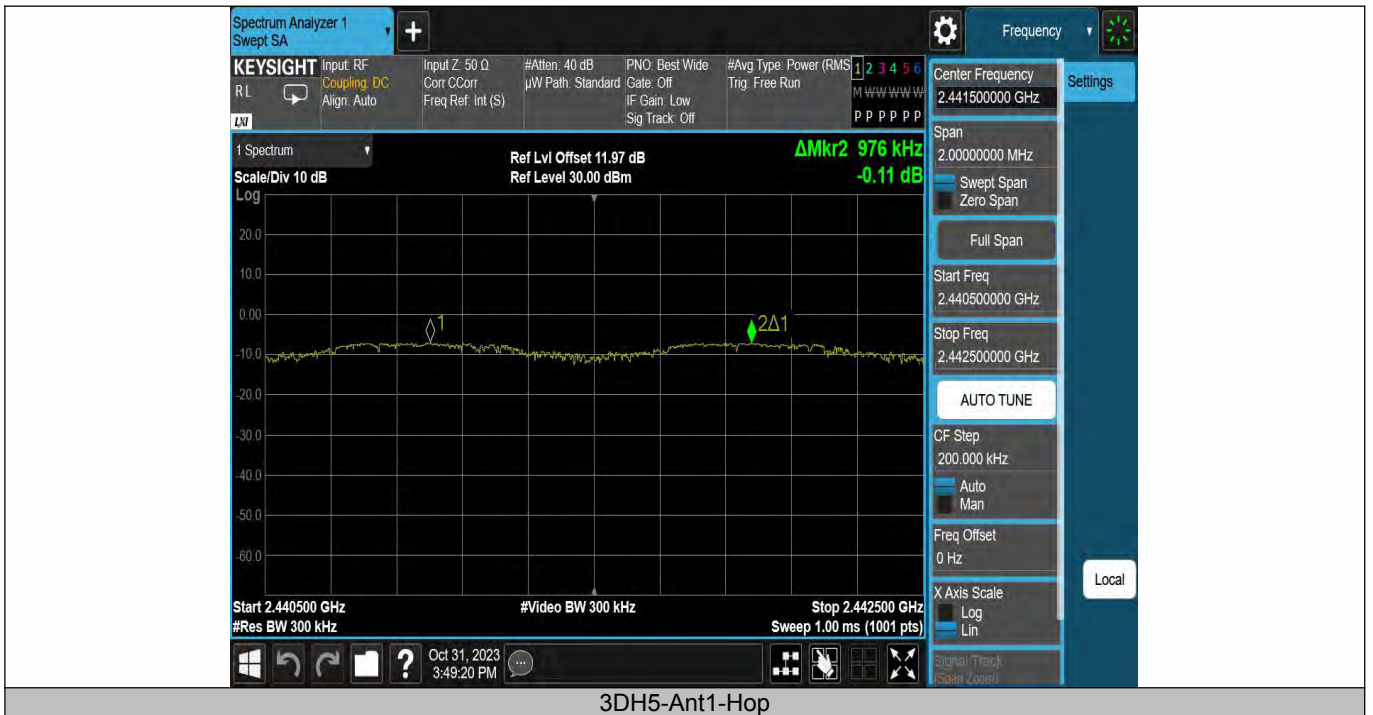 Spectrum Analyzer 1
Swept SA
+
Frequency
KEYSIGHT
RL
LXI
Input: RF
Coupling: DC
Align: Auto
Input Z: 50 Ω
Corr CCorr
Freq Ref: Int (S)
#Atten: 40 dB
µW Path: Standard
PNO: Best Wide
Gate: Off
IF Gain: Low
Sig Track: Off
#Avg Type: Power (RMS
Trig: Free Run
1 2 3 4 5 6
M W W W W W
P P P P P P
Center Frequency
2.441500000 GHz
Settings
Span
2.00000000 MHz
Swept Span
Zero Span
Full Span
Start Freq
2.440500000 GHz
Stop Freq
2.442500000 GHz
AUTO TUNE
CF Step
200.000 kHz
Auto
Man
Freq Offset
0 Hz
X Axis Scale
Log
Lin
Signal Track
(Span Zoom)
Local
1 Spectrum
Scale/Div 10 dB
Log
Ref Lvl Offset 11.97 dB
Ref Level 30.00 dBm
ΔMkr2 976 kHz
-0.11 dB
20.0
10.0
0.00
-10.0
-20.0
-30.0
-40.0
-50.0
-60.0
1
2Δ1
Start 2.440500 GHz
#Res BW 300 kHz
#Video BW 300 kHz
Stop 2.442500 GHz
Sweep 1.00 ms (1001 pts)
?
Oct 31, 2023
3:49:20 PM
3DH5-Ant1-Hop